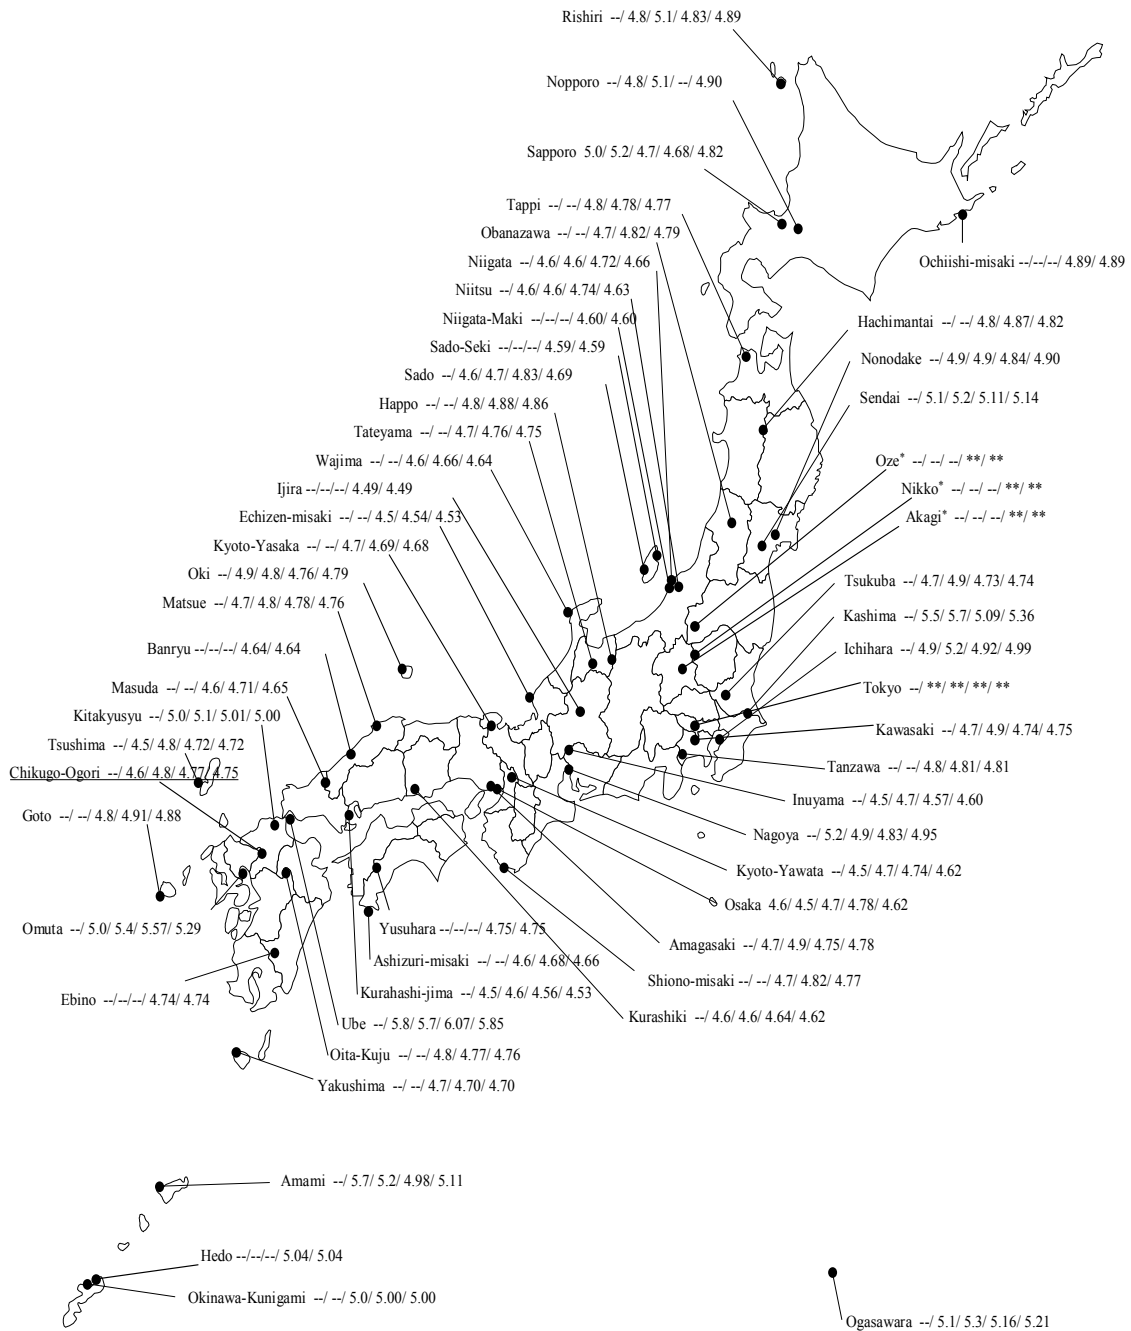 Rishiri --/ 4.8/ 5.1/ 4.83/ 4.89
Nopporo --/ 4.8/ 5.1/ --/ 4.90
Sapporo 5.0/ 5.2/ 4.7/ 4.68/ 4.82
Tappi --/ --/ 4.8/ 4.78/ 4.77
Obanazawa --/ --/ 4.7/ 4.82/ 4.79
Niigata --/ 4.6/ 4.6/ 4.72/ 4.66
Ochiishi-misaki --/--/--/ 4.89/ 4.89
Niitsu --/ 4.6/ 4.6/ 4.74/ 4.63
Niigata-Maki --/--/--/ 4.60/ 4.60
Hachimantai --/ --/ 4.8/ 4.87/ 4.82
Sado-Seki --/--/--/ 4.59/ 4.59
Nonodake --/ 4.9/ 4.9/ 4.84/ 4.90
Sado --/ 4.6/ 4.7/ 4.83/ 4.69
Sendai --/ 5.1/ 5.2/ 5.11/ 5.14
Happo --/ --/ 4.8/ 4.88/ 4.86
Tateyama --/ --/ 4.7/ 4.76/ 4.75
Wajima --/ --/ 4.6/ 4.66/ 4.64
Oze* --/ --/ --/ **/ **
Ijira --/--/--/ 4.49/ 4.49
Nikko* --/ --/ --/ **/ **
Echizen-misaki --/ --/ 4.5/ 4.54/ 4.53
Akagi* --/ --/ --/ **/ **
Kyoto-Yasaka --/ --/ 4.7/ 4.69/ 4.68
Oki --/ 4.9/ 4.8/ 4.76/ 4.79
Tsukuba --/ 4.7/ 4.9/ 4.73/ 4.74
Matsue --/ 4.7/ 4.8/ 4.78/ 4.76
Kashima --/ 5.5/ 5.7/ 5.09/ 5.36
Banryu --/--/--/ 4.64/ 4.64
Ichihara --/ 4.9/ 5.2/ 4.92/ 4.99
Masuda --/ --/ 4.6/ 4.71/ 4.65
Tokyo --/ **/ **/ **/ **
Kitakyusyu --/ 5.0/ 5.1/ 5.01/ 5.00
Kawasaki --/ 4.7/ 4.9/ 4.74/ 4.75
Tsushima --/ 4.5/ 4.8/ 4.72/ 4.72
Chikugo-Ogori --/ 4.6/ 4.8/ 4.77/ 4.75
Tanzawa --/ --/ 4.8/ 4.81/ 4.81
Goto --/ --/ 4.8/ 4.91/ 4.88
Inuyama --/ 4.5/ 4.7/ 4.57/ 4.60
Nagoya --/ 5.2/ 4.9/ 4.83/ 4.95
Kyoto-Yawata --/ 4.5/ 4.7/ 4.74/ 4.62
Osaka 4.6/ 4.5/ 4.7/ 4.78/ 4.62
Omuta --/ 5.0/ 5.4/ 5.57/ 5.29
Yusuhara --/--/--/ 4.75/ 4.75
Amagasaki --/ 4.7/ 4.9/ 4.75/ 4.78
Ashizuri-misaki --/ --/ 4.6/ 4.68/ 4.66
Shiono-misaki --/ --/ 4.7/ 4.82/ 4.77
Kurahashi-jima --/ 4.5/ 4.6/ 4.56/ 4.53
Ebino --/--/--/ 4.74/ 4.74
Kurashiki --/ 4.6/ 4.6/ 4.64/ 4.62
Ube --/ 5.8/ 5.7/ 6.07/ 5.85
Oita-Kuju --/ --/ 4.8/ 4.77/ 4.76
Yakushima --/ --/ 4.7/ 4.70/ 4.70
Amami --/ 5.7/ 5.2/ 4.98/ 5.11
Hedo --/--/--/ 5.04/ 5.04
Okinawa-Kunigami --/ --/ 5.0/ 5.00/ 5.00
Ogasawara --/ 5.1/ 5.3/ 5.16/ 5.21